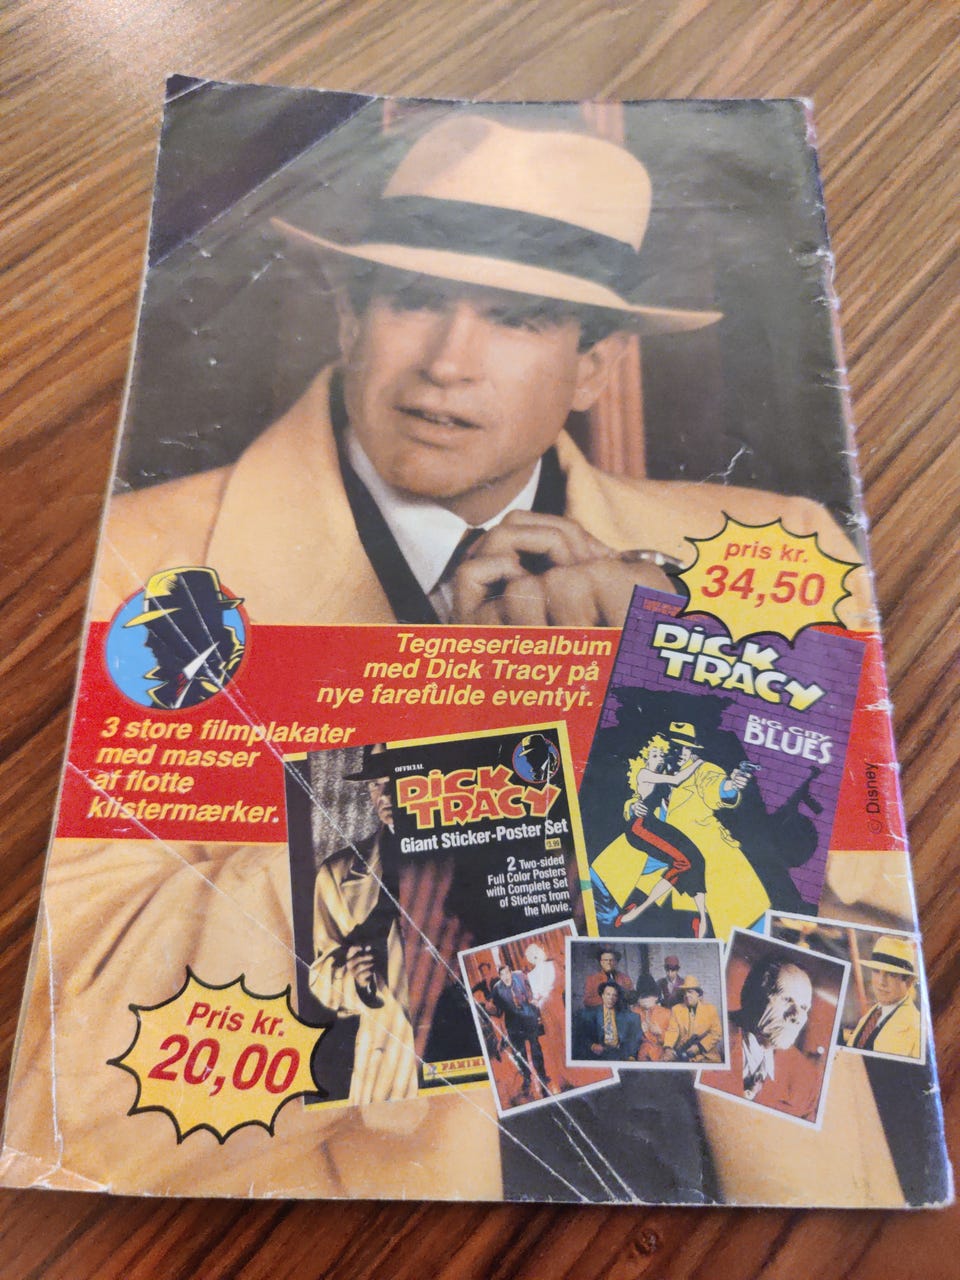 pris kr.
34,50
Tegneseriealbum
med Dick Tracy på
nye farefulde eventyr.
DICK
TRACY
BIG CITY
BLUES
3 store filmplakater
med masser
af flotte
klistermærker.
OFFICIAL
DICK
TRACY
Giant Sticker-Poster Set
2 Two-sided
Full Color Posters
with Complete Set
of Stickers from
the Movie.
PANINI
© Disney
Pris kr.
20,00